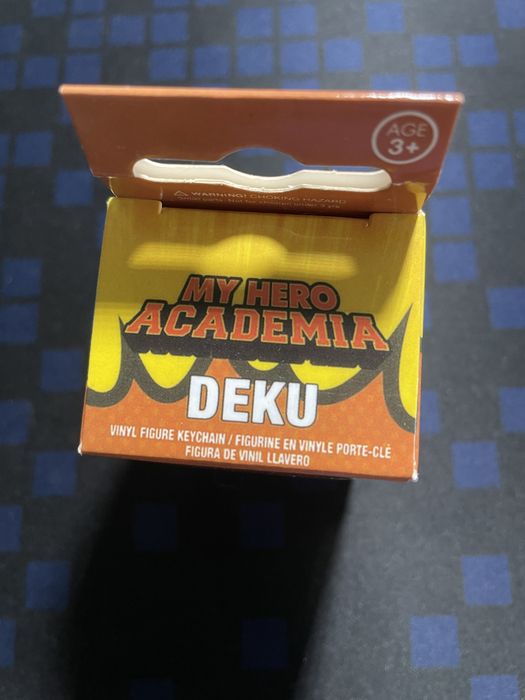 AGE
3+
⚠ WARNING: CHOKING HAZARD
MY HERO
ACADEMIA
DEKU
VINYL FIGURE KEYCHAIN / FIGURINE EN VINYLE PORTE-CLÉ
FIGURA DE VINIL LLAVERO